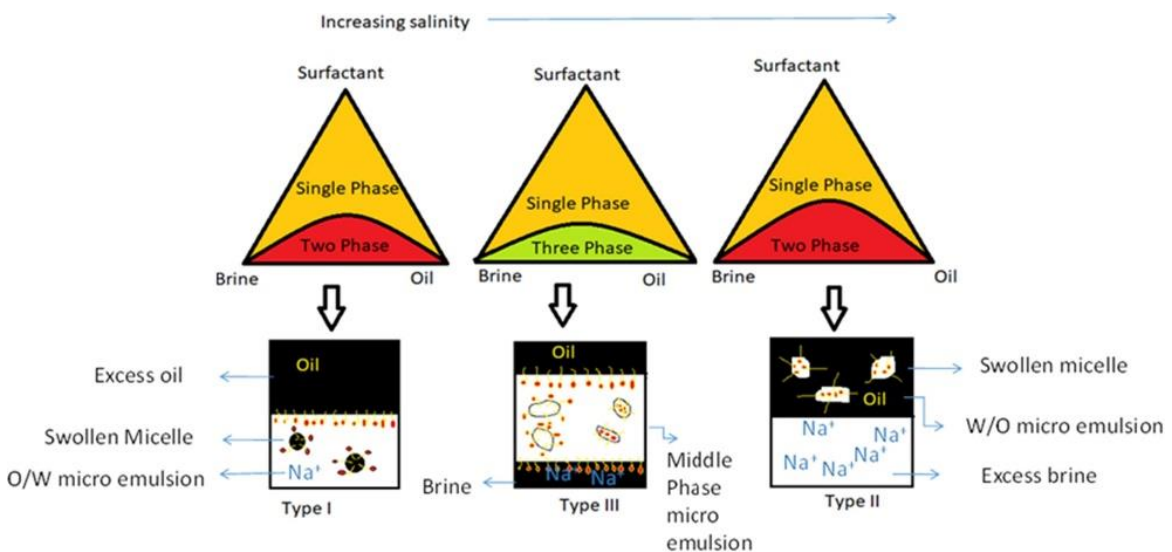 Increasing salinity
Surfactant
Single Phase
Two Phase
Brine
Oil
Surfactant
Single Phase
Three Phase
Brine
Oil
Surfactant
Single Phase
Two Phase
Brine
Oil
Excess oil
Swollen Micelle
O/W micro emulsion
Oil
Na+
Type I
Brine
Oil
Na+
Na+
Type III
Middle
Phase
micro
emulsion
Oil
Na+
Na+
Na+
Na+
Na+
Type II
Swollen micelle
W/O micro emulsion
Excess brine